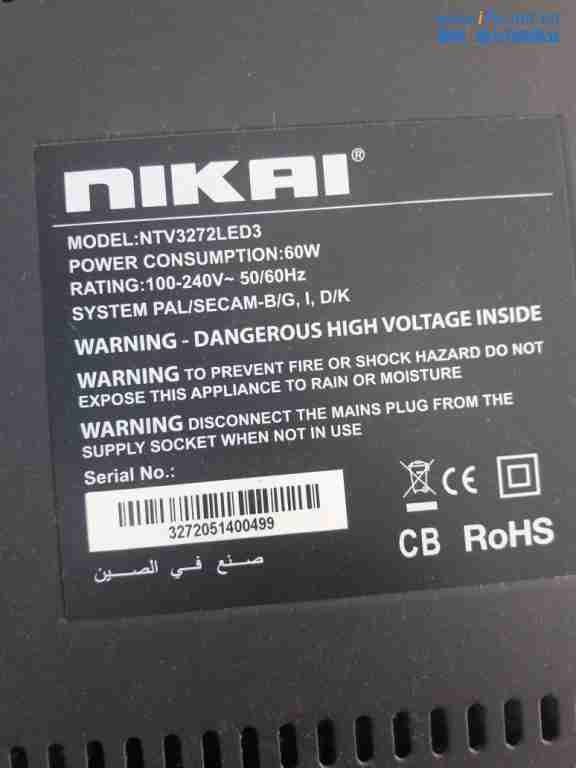 NIKAI®
MODEL:NTV3272LED3
POWER CONSUMPTION:60W
RATING:100-240V~ 50/60Hz
SYSTEM PAL/SECAM-B/G, I, D/K
WARNING - DANGEROUS HIGH VOLTAGE INSIDE
WARNING TO PREVENT FIRE OR SHOCK HAZARD DO NOT
EXPOSE THIS APPLIANCE TO RAIN OR MOISTURE
WARNING DISCONNECT THE MAINS PLUG FROM THE
SUPPLY SOCKET WHEN NOT IN USE
Serial No.:
3272051400499
CE
CB RoHS
صنع في الصين